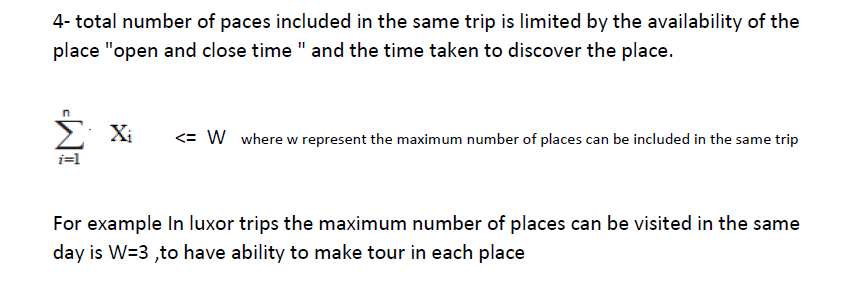 4- total number of paces included in the same trip is limited by the availability of the
place "open and close time " and the time taken to discover the place.
n
∑ Xi <= W where w represent the maximum number of places can be included in the same trip
i=1
For example In luxor trips the maximum number of places can be visited in the same
day is W=3 ,to have ability to make tour in each place